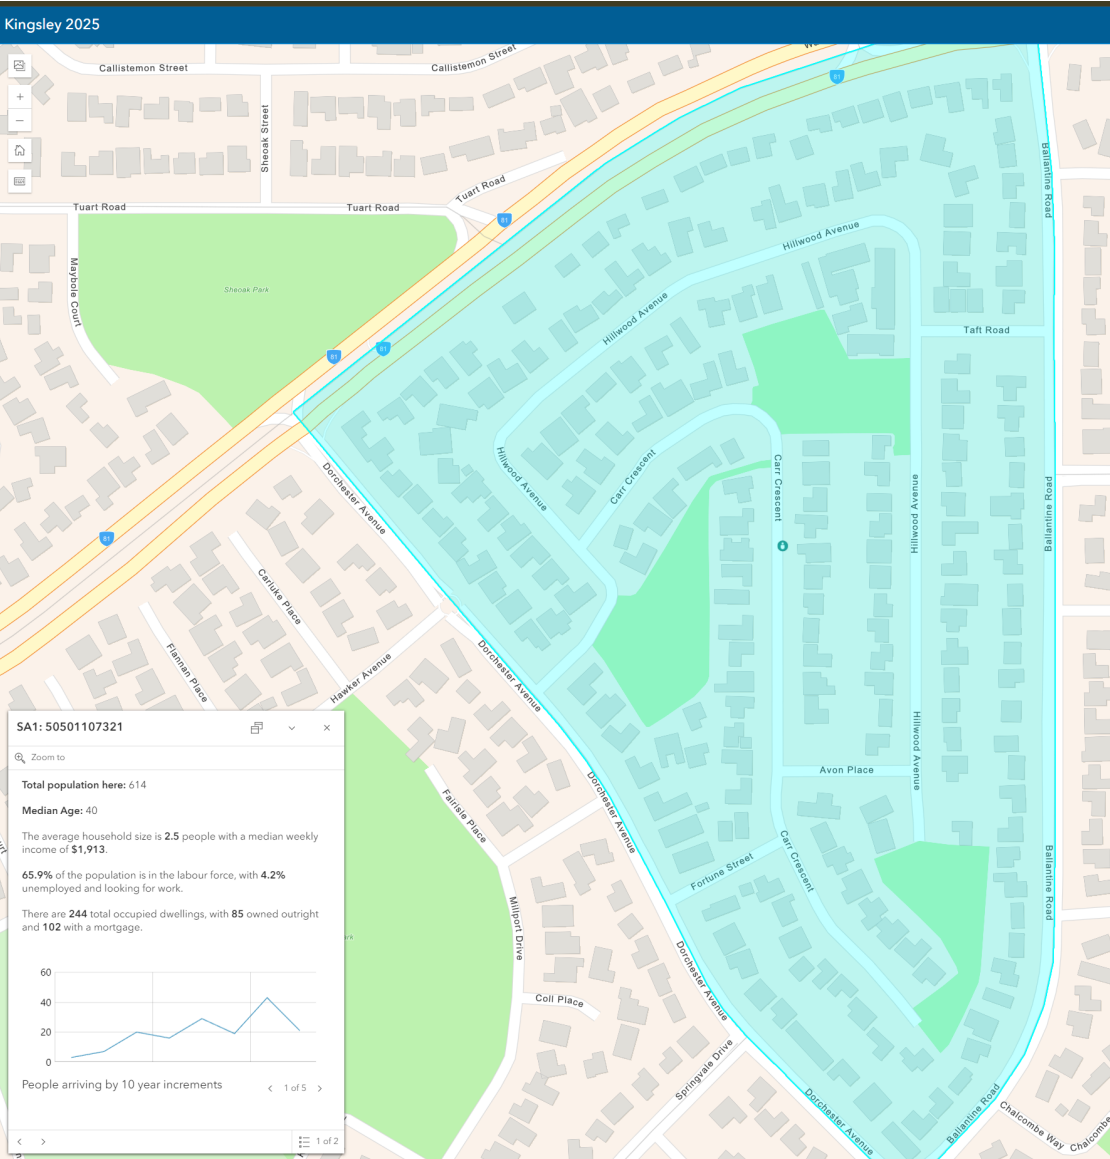 Kingsley 2025
Callistemon Street
Callistemon Street
81
Sheoak Street
Ballantine Road
Tuart Road
Tuart Road
Tuart Road
81
Hillwood Avenue
Maybole Court
Sheoak Park
Hillwood Avenue
Taft Road
81
81
Hillwood Avenue
Carr Crescent
Carr Crescent
Dorchester Avenue
Hillwood Avenue
Ballantine Road
81
Carluke Place
Flannan Place
Hawker Avenue
Dorchester Avenue
SA1: 50501107321
Zoom to
Total population here: 614
Median Age: 40
The average household size is 2.5 people with a median weekly
income of $1,913.
65.9% of the population is in the labour force, with 4.2%
unemployed and looking for work.
There are 244 total occupied dwellings, with 85 owned outright
and 102 with a mortgage.
60
40
20
0
People arriving by 10 year increments
1 of 5
1 of 2
Hillwood Avenue
Avon Place
Dorchester Avenue
Fairisle Place
Fortune Street
Carr Crescent
Ballantine Road
Millport Drive
Dorchester Avenue
Coll Place
Springvale Drive
Dorchester Avenue
Ballantine Road
Chalcombe Way
Chalcombe